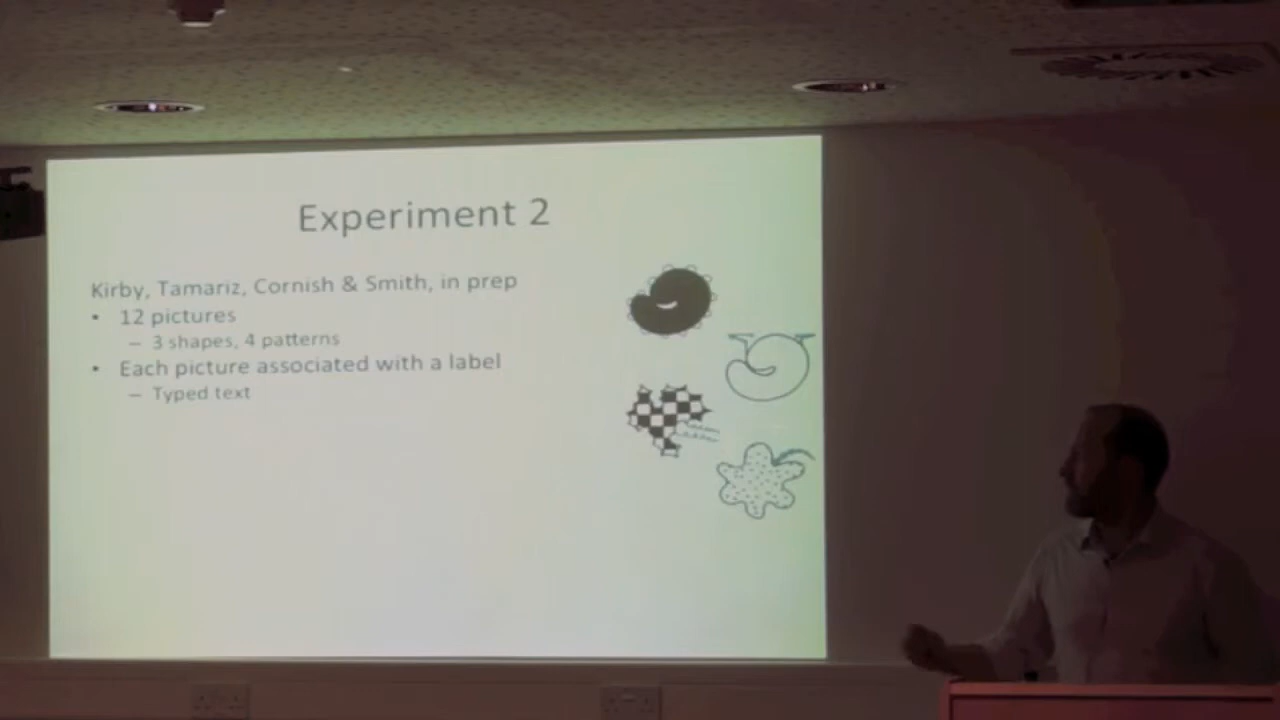 Experiment 2
Kirby, Tamariz, Cornish & Smith, in prep
• 12 pictures
– 3 shapes, 4 patterns
• Each picture associated with a label
– Typed text